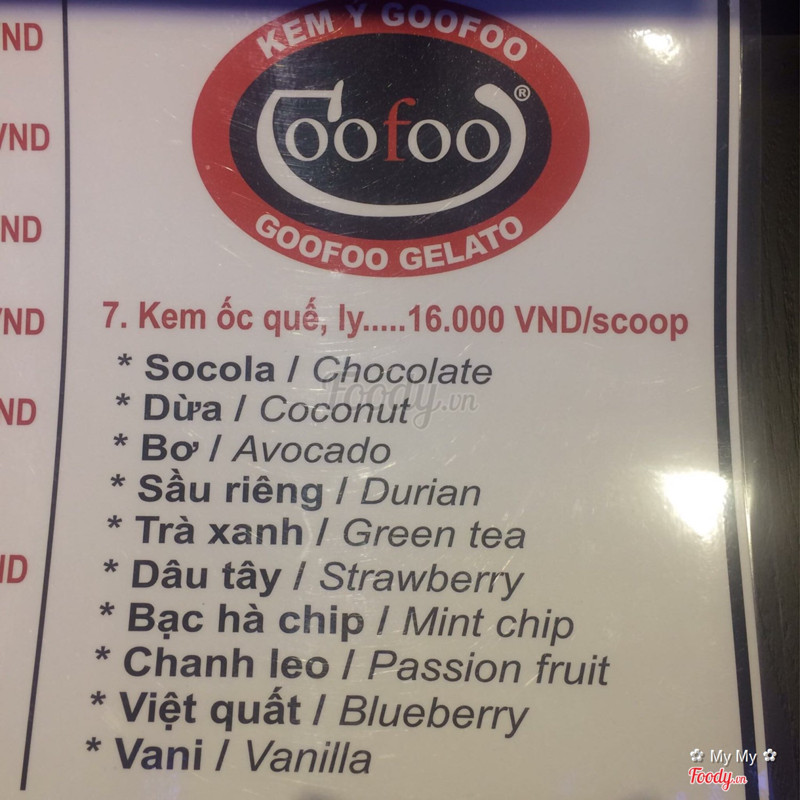 ND
KEM Ý GOOFOO
Goofoo®
VND
GOOFOO GELATO
ND
VND
7. Kem ốc quế, ly.....16.000 VND/scoop
* Socola / Chocolate
ND
* Dừa / Coconut
* Bơ / Avocado
* Sầu riêng / Durian
* Trà xanh / Green tea
ND
* Dâu tây / Strawberry
* Bạc hà chip / Mint chip
* Chanh leo / Passion fruit
* Việt quất / Blueberry
* Vani / Vanilla
Foody.vn
✿ My My ✿
Foody.vn